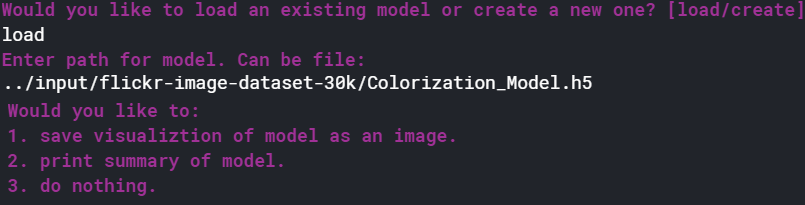 Would you like to load an existing model or create a new one? [load/create]
load
Enter path for model. Can be file:
../input/flickr-image-dataset-30k/Colorization_Model.h5
Would you like to:
1. save visualiztion of model as an image.
2. print summary of model.
3. do nothing.